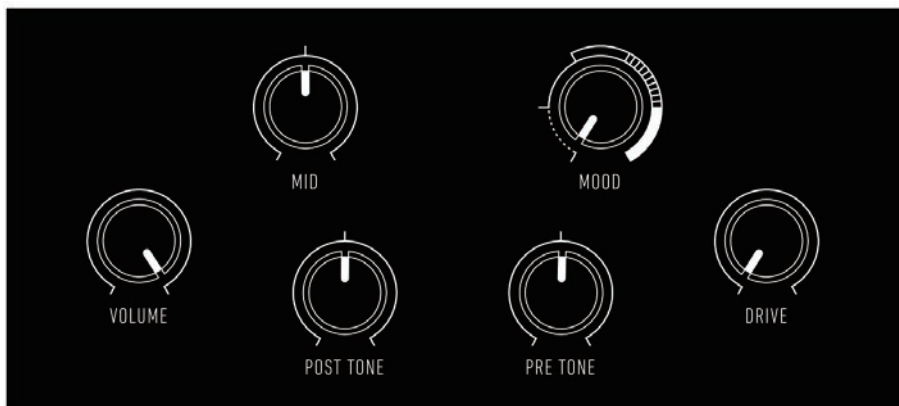 MID
MOOD
VOLUME
DRIVE
POST TONE
PRE TONE